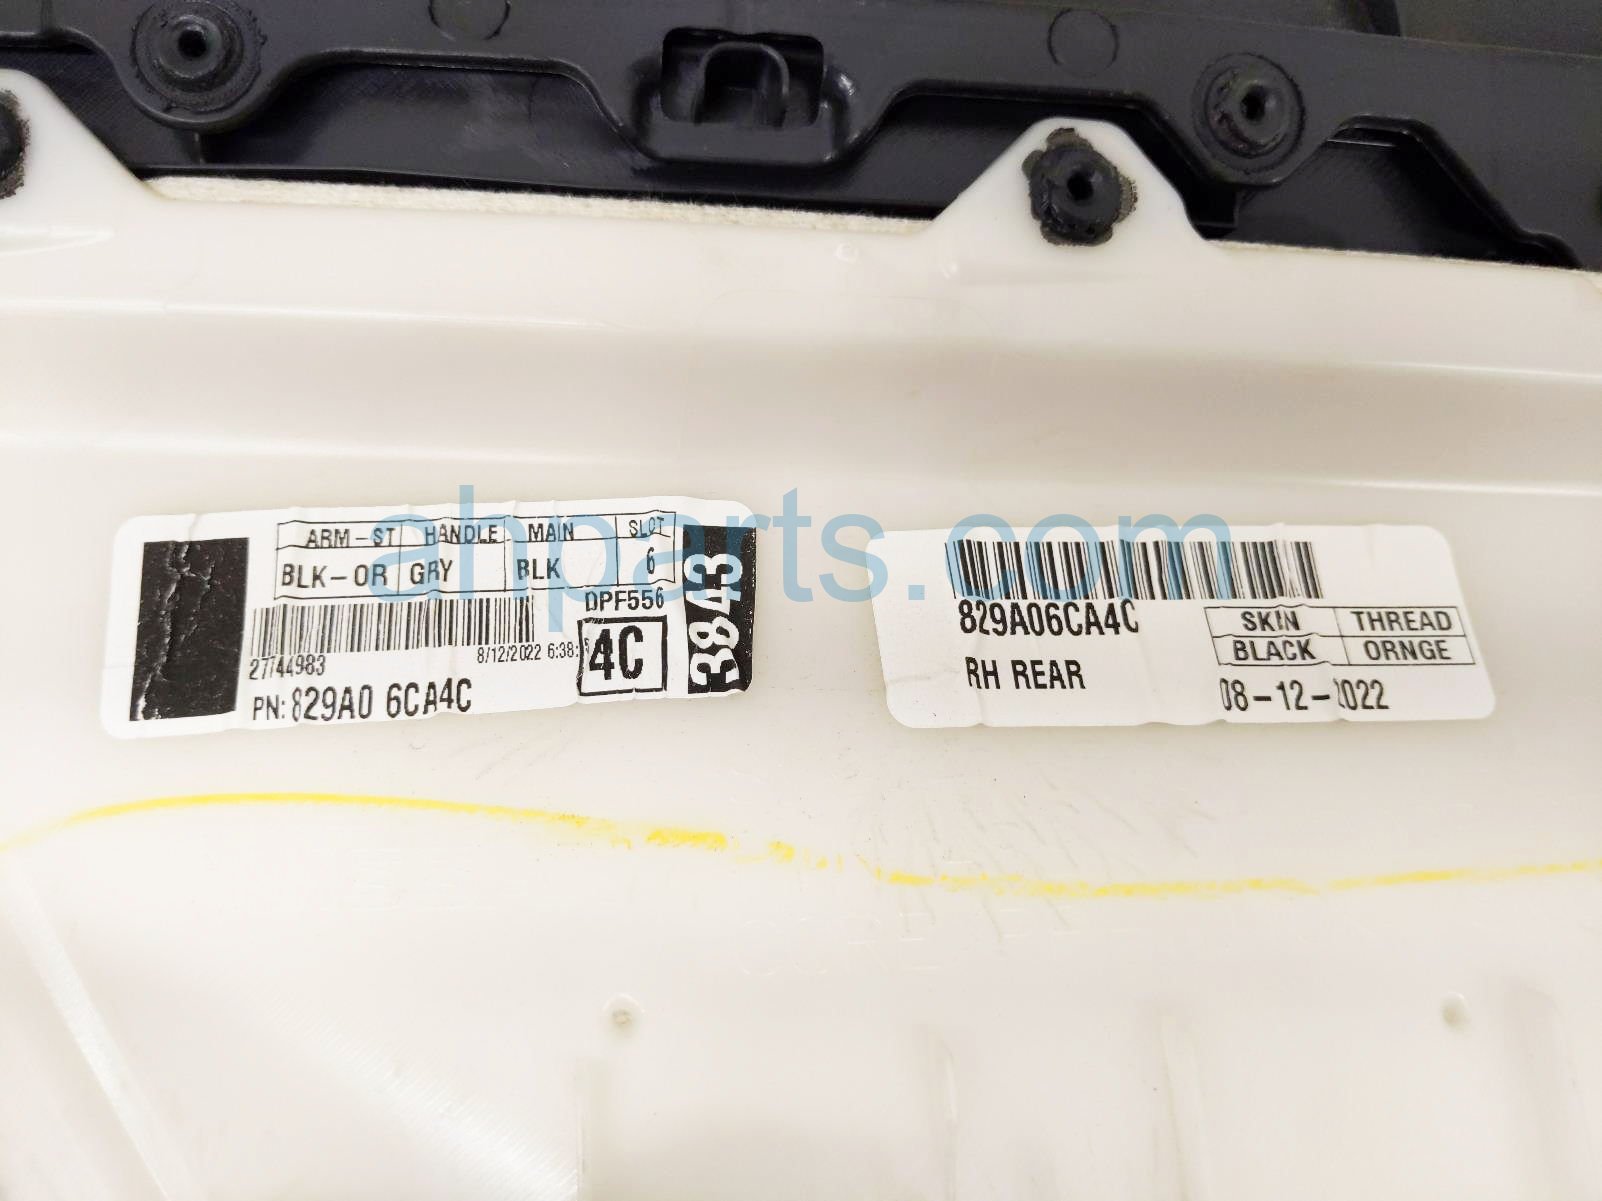 ARM-ST HANDLE MAIN SLOT
BLK-OR GRY BLK 6
DPF556
27744983
8/12/2022 6:38:
4C
PN: 829A0 6CA4C
3843
829A06CA4C
SKIN THREAD
BLACK ORNGE
RH REAR
08-12-2022
ahparts.com
CORE